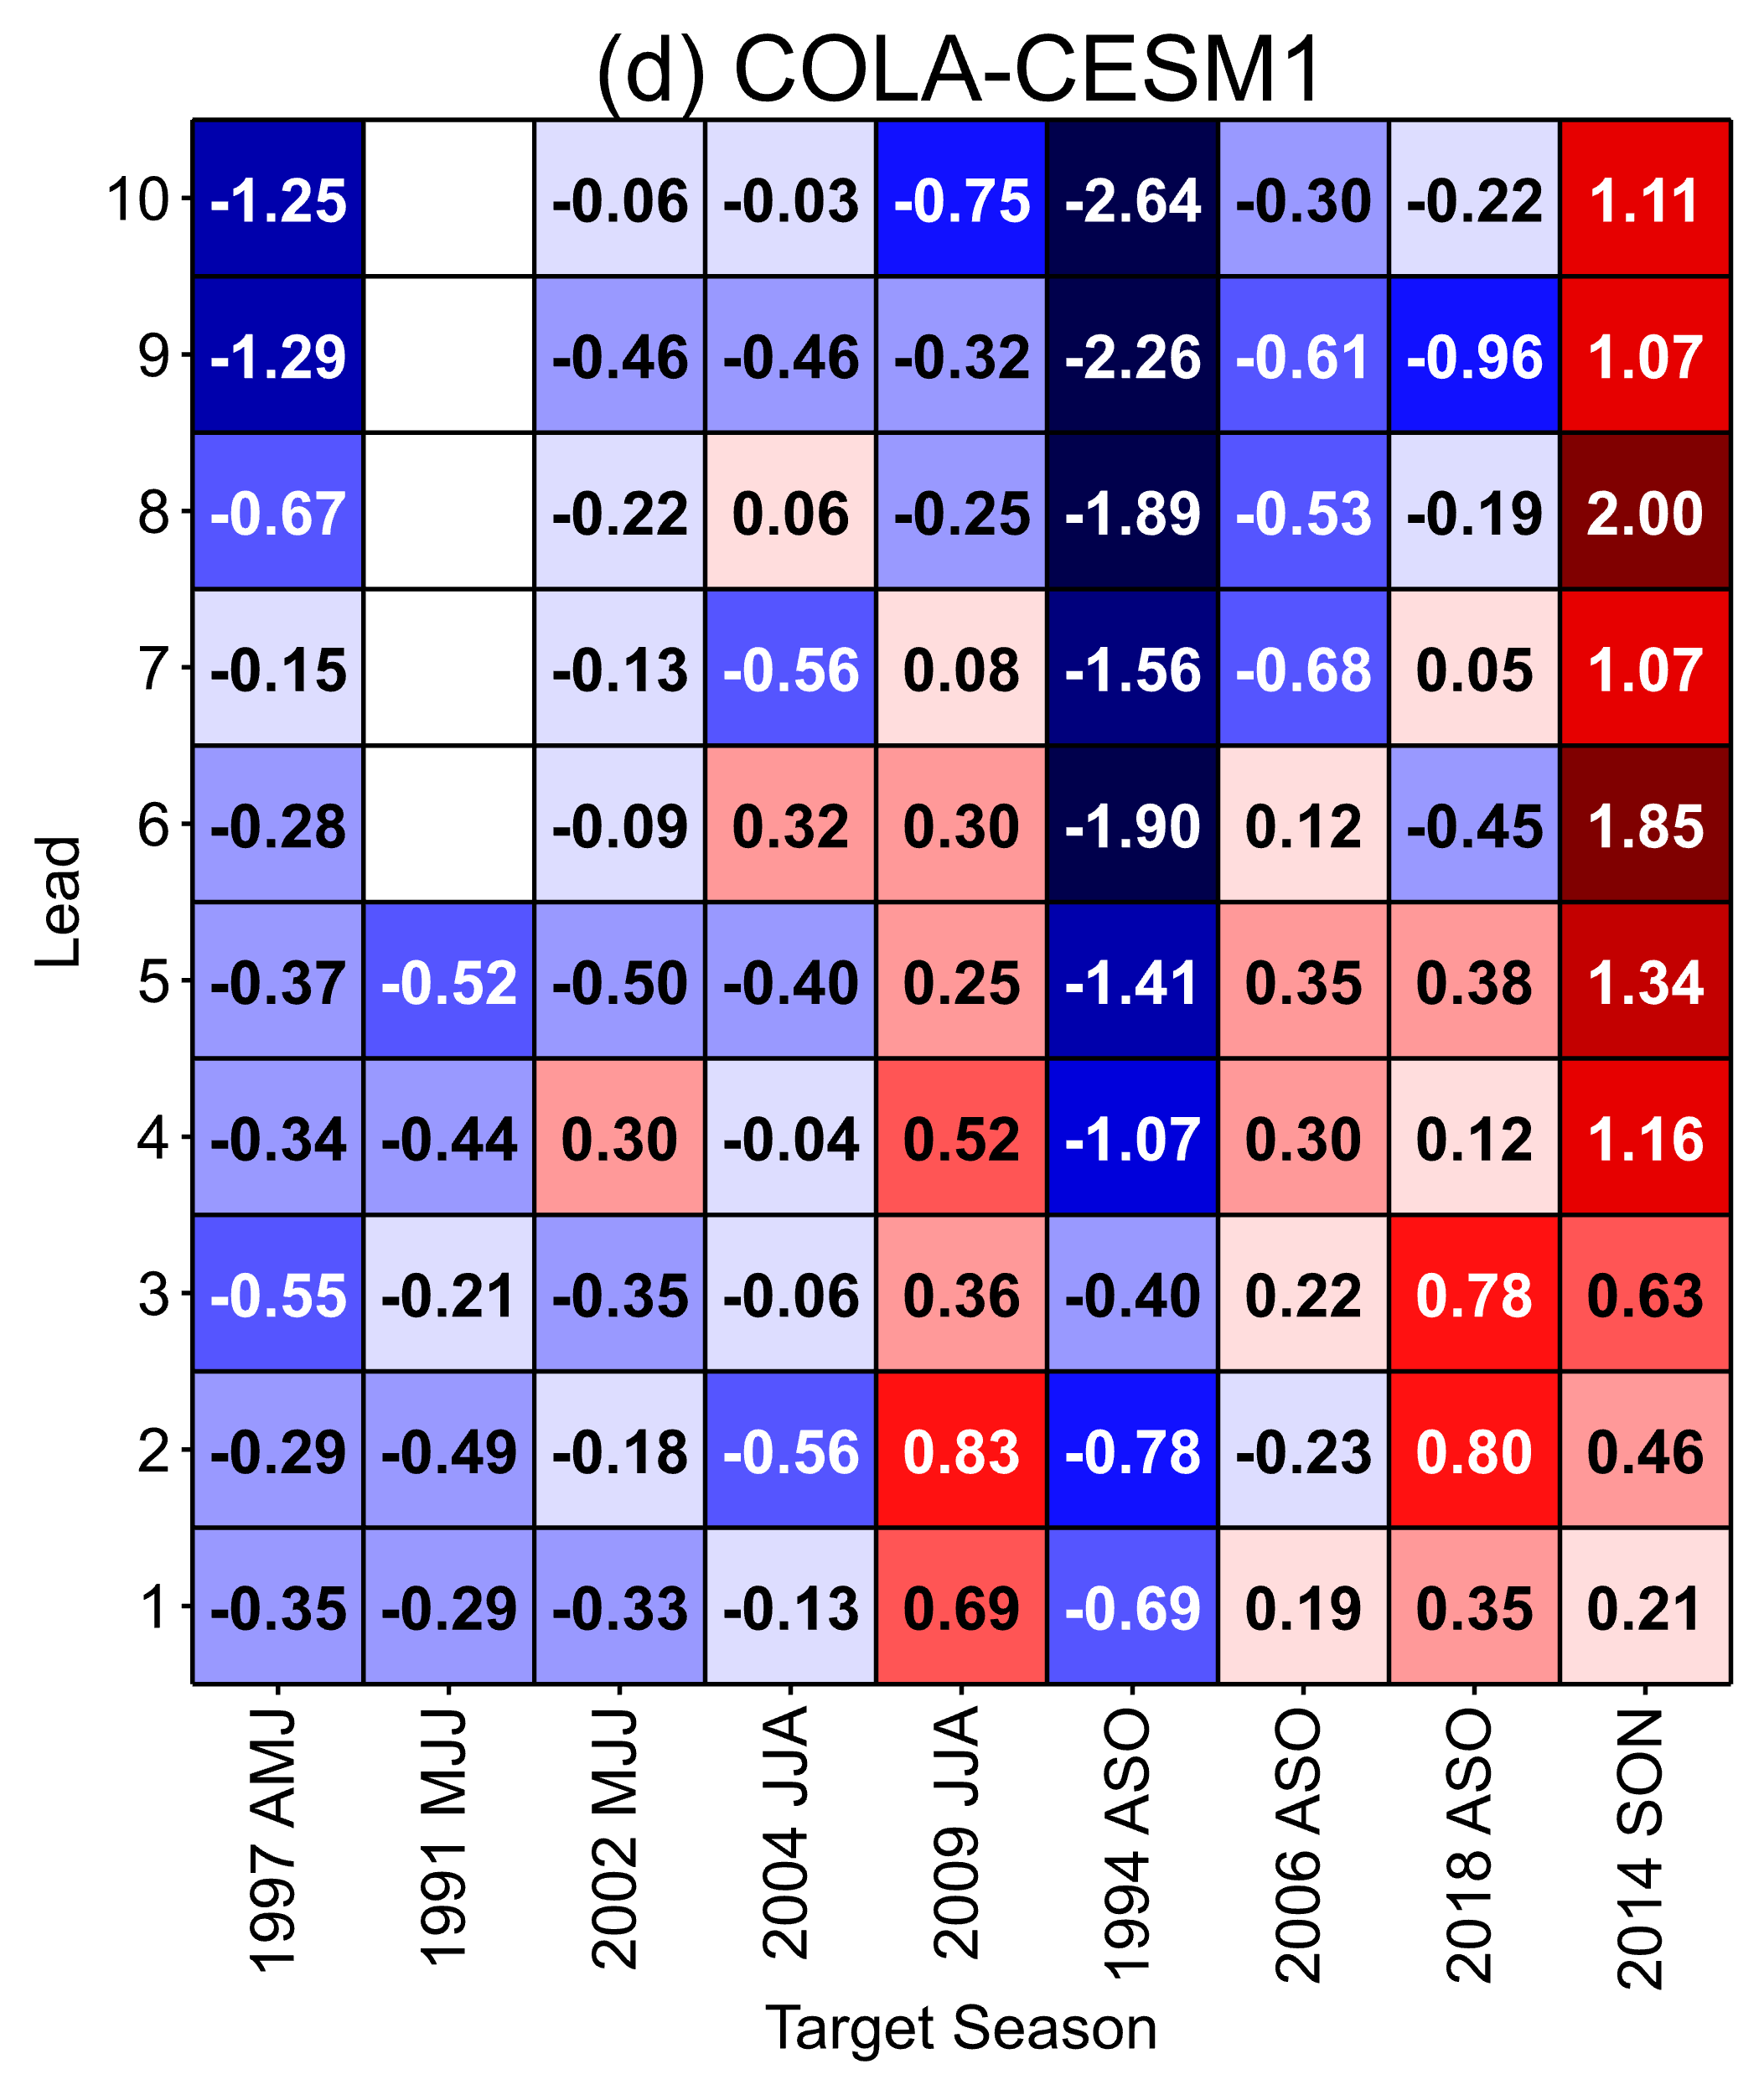 (d) COLA-CESM1
10 -1.25 -0.06 -0.03 -0.75 -2.64 -0.30 -0.22 1.11
9 -1.29 -0.46 -0.46 -0.32 -2.26 -0.61 -0.96 1.07
8 -0.67 -0.22 0.06 -0.25 -1.89 -0.53 -0.19 2.00
7 -0.15 -0.13 -0.56 0.08 -1.56 -0.68 0.05 1.07
6 -0.28 -0.09 0.32 0.30 -1.90 0.12 -0.45 1.85
5 -0.37 -0.52 -0.50 -0.40 0.25 -1.41 0.35 0.38 1.34
4 -0.34 -0.44 0.30 -0.04 0.52 -1.07 0.30 0.12 1.16
3 -0.55 -0.21 -0.35 -0.06 0.36 -0.40 0.22 0.78 0.63
2 -0.29 -0.49 -0.18 -0.56 0.83 -0.78 -0.23 0.80 0.46
1 -0.35 -0.29 -0.33 -0.13 0.69 -0.69 0.19 0.35 0.21
Lead
1997 AMJ
1991 MJJ
2002 MJJ
2004 JJA
2009 JJA
1994 ASO
2006 ASO
2018 ASO
2014 SON
Target Season